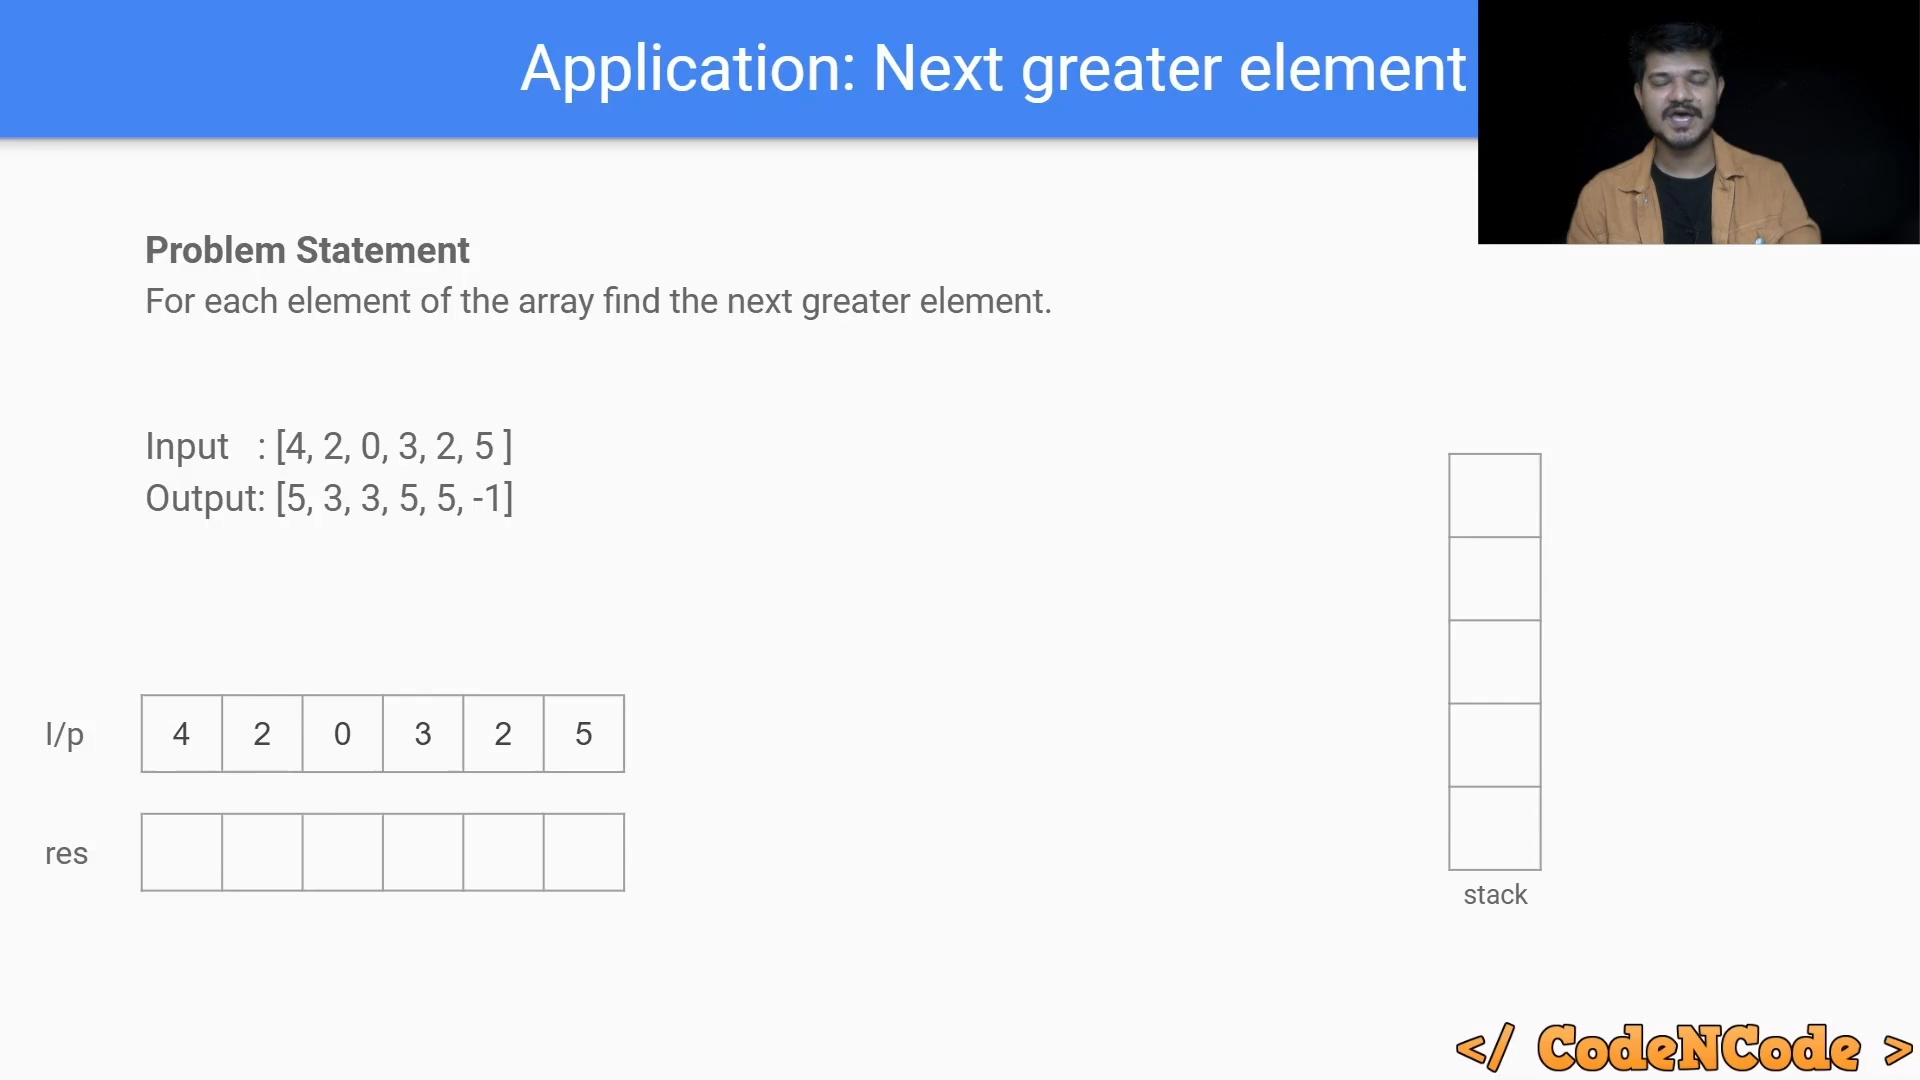 Application: Next greater element
Problem Statement
For each element of the array find the next greater element.
Input : [4, 2, 0, 3, 2, 5 ]
Output: [5, 3, 3, 5, 5, -1]
I/p 4 2 0 3 2 5
res
stack
</ CodeNCode >